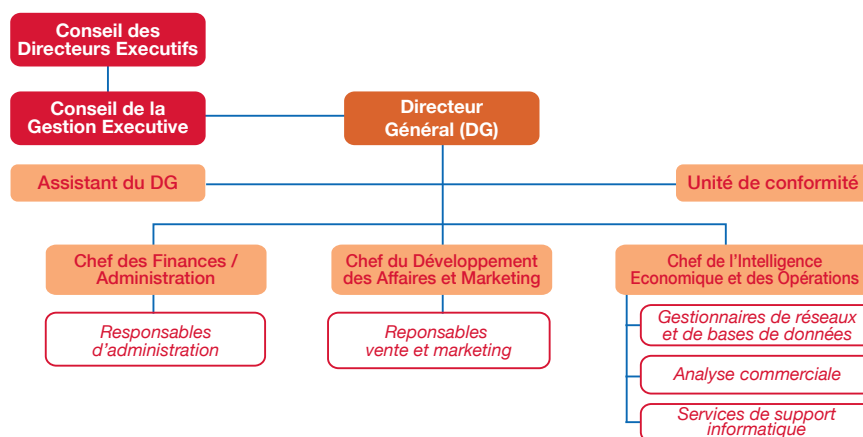 Conseil des
Directeurs Executifs
Conseil de la
Gestion Executive
Directeur
Général (DG)
Assistant du DG
Unité de conformité
Chef des Finances /
Administration
Chef du Développement
des Affaires et Marketing
Chef de l’Intelligence
Economique et des Opérations
Responsables
d’administration
Reponsables
vente et marketing
Gestionnaires de réseaux
et de bases de données
Analyse commerciale
Services de support
informatique